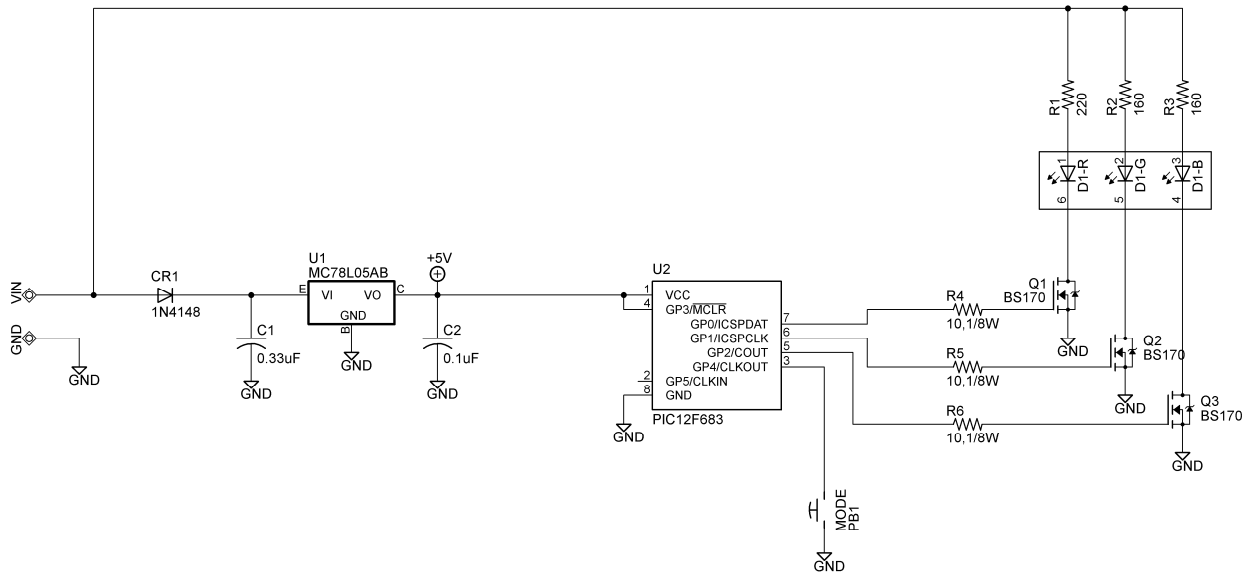 R1
220
R2
160
R3
160
1
D1-R
6
2
D1-G
5
3
D1-B
4
VIN
GND
GND
CR1
1N4148
C1
0.33uF
GND
U1
MC78L05AB
E
VI
VO
C
GND
B
GND
+5V
C2
0.1uF
GND
U2
1
VCC
4
GP3/MCLR
GP0/ICSPDAT
7
GP1/ICSPCLK
6
GP2/COUT
5
GP4/CLKOUT
3
2
GP5/CLKIN
8
GND
PIC12F683
GND
R4
10,1/8W
R5
10,1/8W
R6
10,1/8W
Q1
BS170
GND
Q2
BS170
GND
Q3
BS170
GND
MODE
PB1
GND